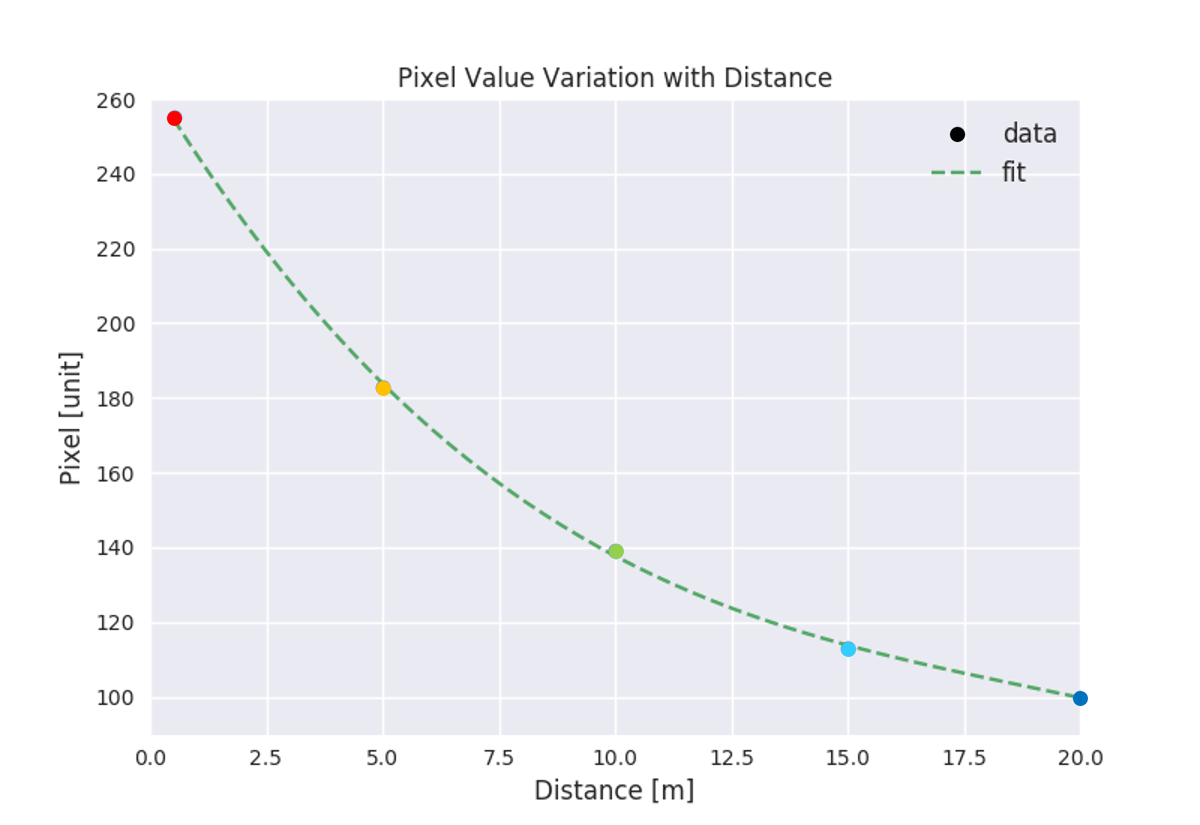 Pixel Value Variation with Distance
260
240
220
200
180
160
140
120
100
Pixel [unit]
data
fit
0.0 2.5 5.0 7.5 10.0 12.5 15.0 17.5 20.0
Distance [m]